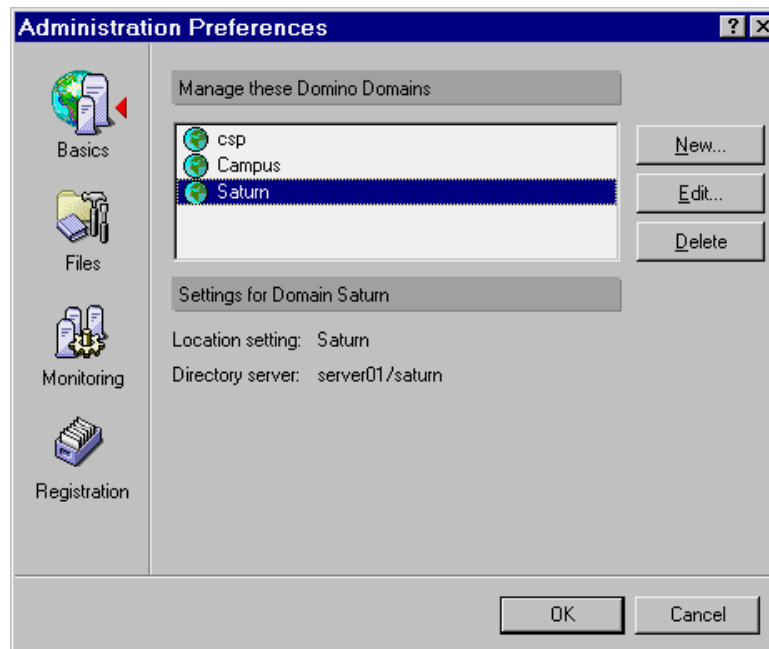 Administration Preferences
Basics
Files
Monitoring
Registration
Manage these Domino Domains
csp
Campus
Saturn
New...
Edit...
Delete
Settings for Domain Saturn
Location setting: Saturn
Directory server: server01/saturn
OK
Cancel